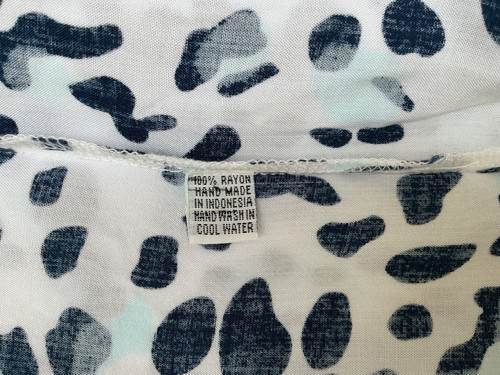 100% RAYON
HAND MADE
IN INDONESIA
HAND WASH IN
COOL WATER